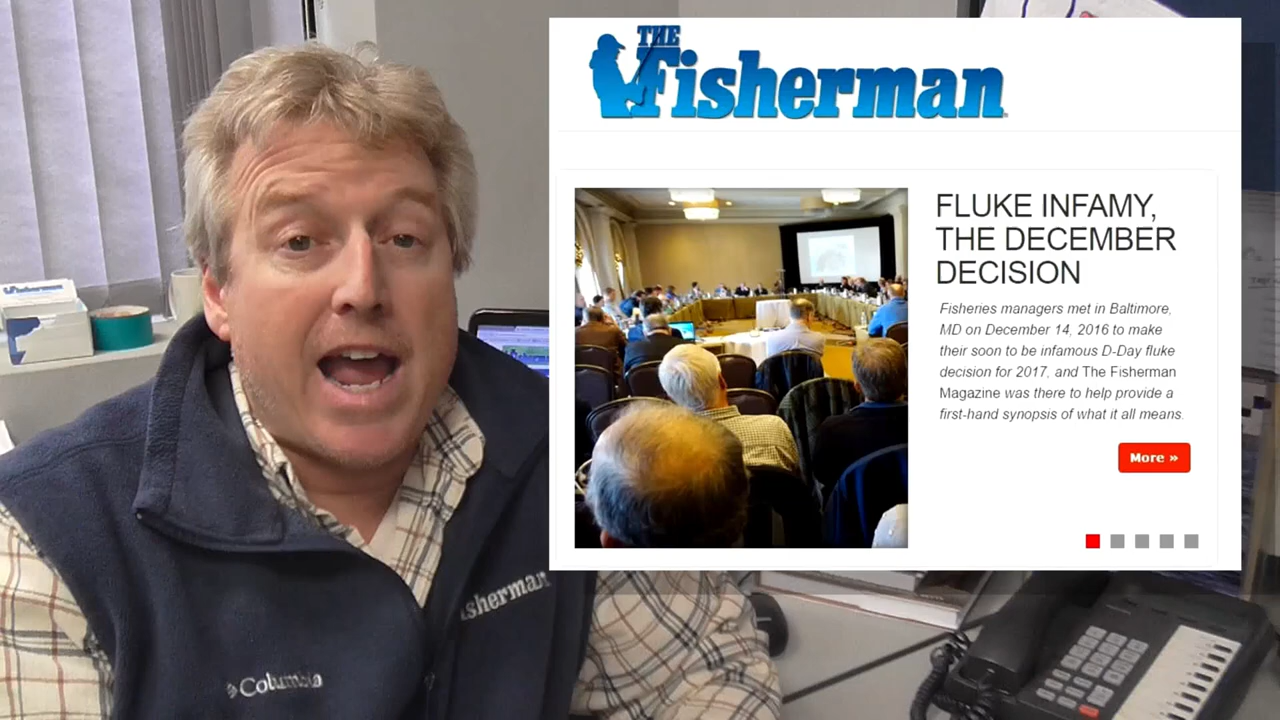 THE
Fisherman
FLUKE INFAMY,
THE DECEMBER
DECISION
Fisheries managers met in Baltimore,
MD on December 14, 2016 to make
their soon to be infamous D-Day fluke
decision for 2017, and The Fisherman
Magazine was there to help provide a
first-hand synopsis of what it all means.
More »
isherman
Columbia